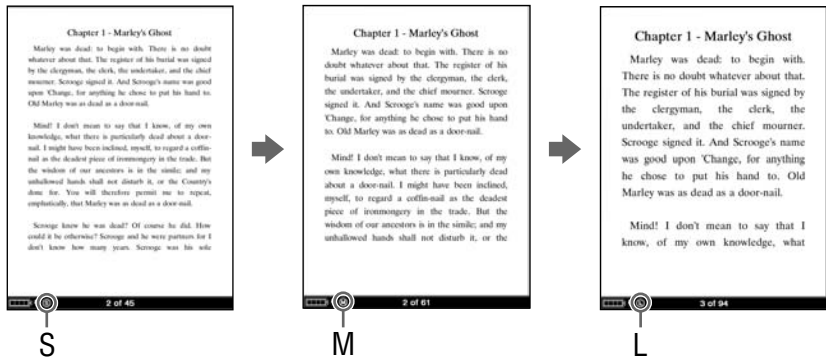 Chapter 1 - Marley's Ghost
Marley was dead: to begin with. There is no doubt
whatever about that. The register of his burial was signed
by the clergyman, the clerk, the undertaker, and the chief
mourner. Scrooge signed it. And Scrooge's name was good
upon 'Change, for anything he chose to put his hand to.
Old Marley was as dead as a door-nail.
Mind! I don't mean to say that I know, of my own
knowledge, what there is particularly dead about a door-
nail. I might have been inclined, myself, to regard a coffin-
nail as the deadest piece of ironmongery in the trade. But
the wisdom of our ancestors is in the simile; and my
unhallowed hands shall not disturb it, or the Country's
done for. You will therefore permit me to repeat,
emphatically, that Marley was as dead as a door-nail.
Scrooge knew he was dead? Of course he did. How
could it be otherwise? Scrooge and he were partners for I
don't know how many years. Scrooge was his sole
S
2 of 45
S
Chapter 1 - Marley's Ghost
Marley was dead: to begin with. There is no
doubt whatever about that. The register of his
burial was signed by the clergyman, the clerk,
the undertaker, and the chief mourner. Scrooge
signed it. And Scrooge's name was good upon
'Change, for anything he chose to put his hand
to. Old Marley was as dead as a door-nail.
Mind! I don't mean to say that I know, of my
own knowledge, what there is particularly dead
about a door-nail. I might have been inclined,
myself, to regard a coffin-nail as the deadest
piece of ironmongery in the trade. But the
wisdom of our ancestors is in the simile; and my
unhallowed hands shall not disturb it, or the
M
2 of 61
M
Chapter 1 - Marley's Ghost
Marley was dead: to begin with.
There is no doubt whatever about that.
The register of his burial was signed by
the clergyman, the clerk, the
undertaker, and the chief mourner.
Scrooge signed it. And Scrooge's name
was good upon 'Change, for anything
he chose to put his hand to. Old
Marley was as dead as a door-nail.
Mind! I don't mean to say that I
know, of my own knowledge, what
L
3 of 94
L